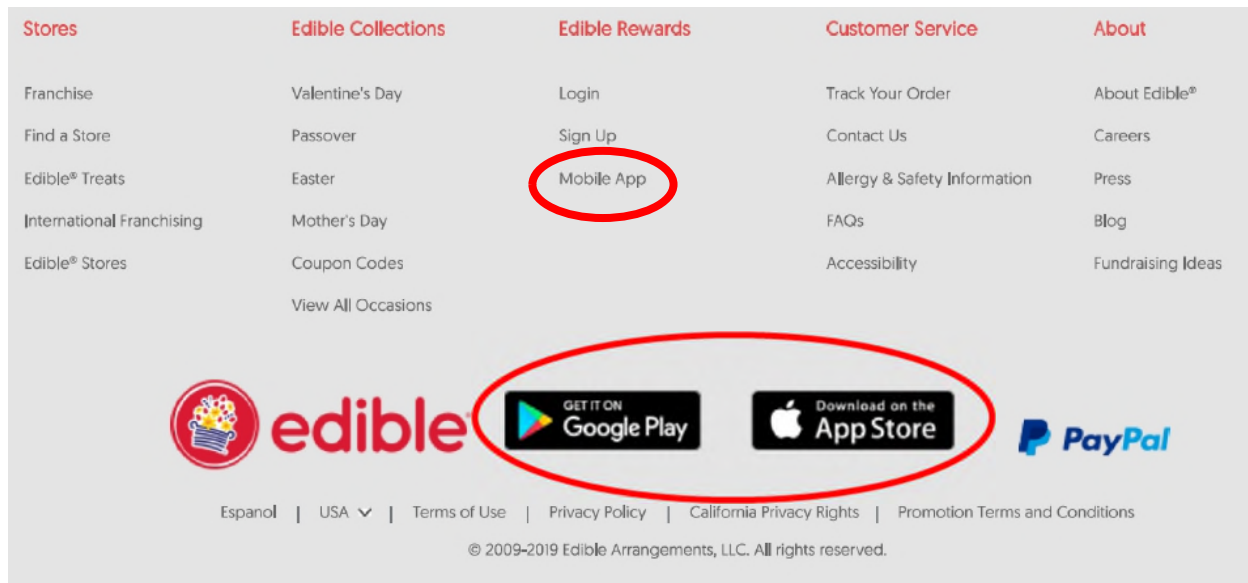 Stores Edible Collections Edible Rewards Customer Service About
Franchise Valentine's Day Login Track Your Order About Edible®
Find a Store Passover Sign Up Contact Us Careers
Edible® Treats Easter Mobile App Allergy & Safety Information Press
International Franchising Mother's Day FAQs Blog
Edible® Stores Coupon Codes Accessibility Fundraising Ideas
View All Occasions
edible® GET IT ON Google Play Download on the App Store PayPal
Espanol | USA | Terms of Use | Privacy Policy | California Privacy Rights | Promotion Terms and Conditions
© 2009-2019 Edible Arrangements, LLC. All rights reserved.